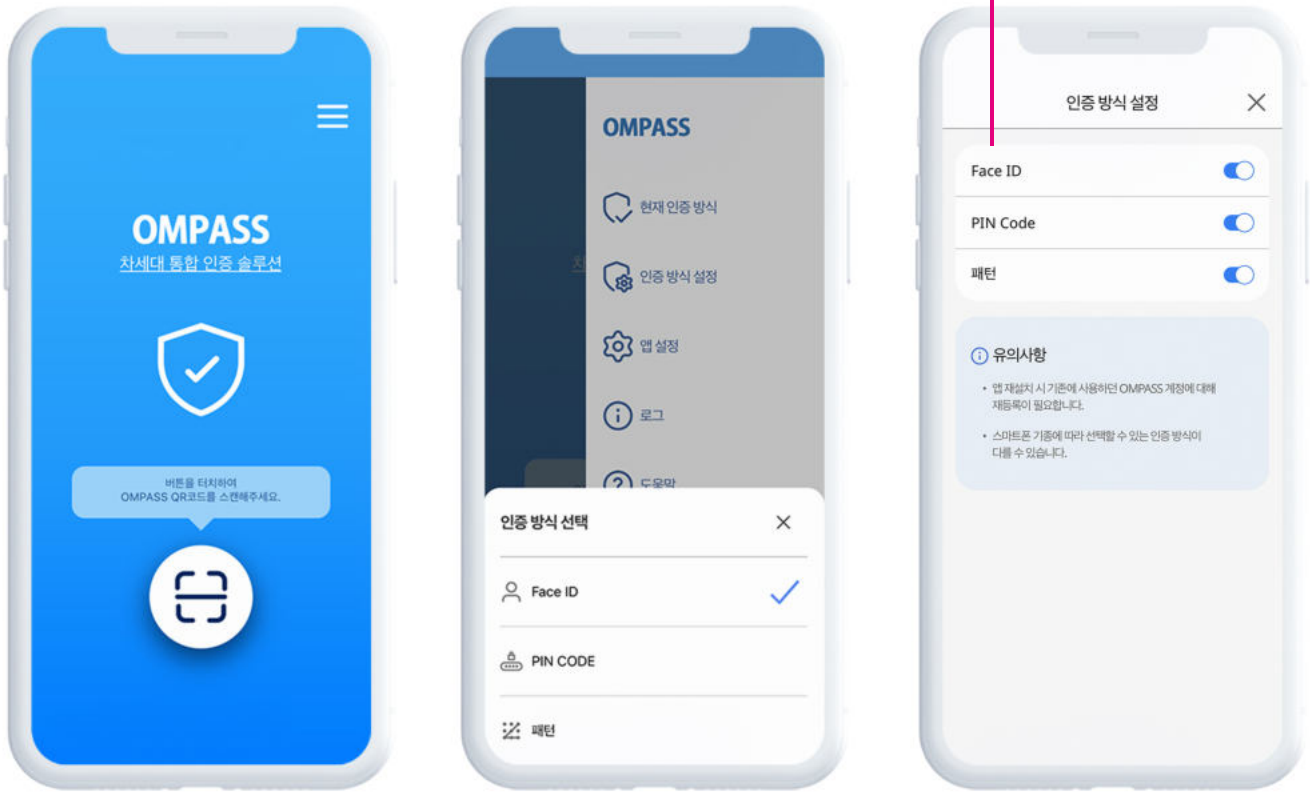 OMPASS
차세대 통합 인증 솔루션
버튼을 터치하여
OMPASS QR코드를 스캔해주세요.
OMPASS
현재 인증 방식
인증 방식 설정
앱 설정
로그
도움말
차
인증 방식 선택
Face ID
PIN CODE
패턴
인증 방식 설정
Face ID
PIN Code
패턴
유의사항
• 앱 재설치 시 기존에 사용하던 OMPASS 계정에 대해
재등록이 필요합니다.
• 스마트폰 기종에 따라 선택할 수 있는 인증 방식이
다를 수 있습니다.